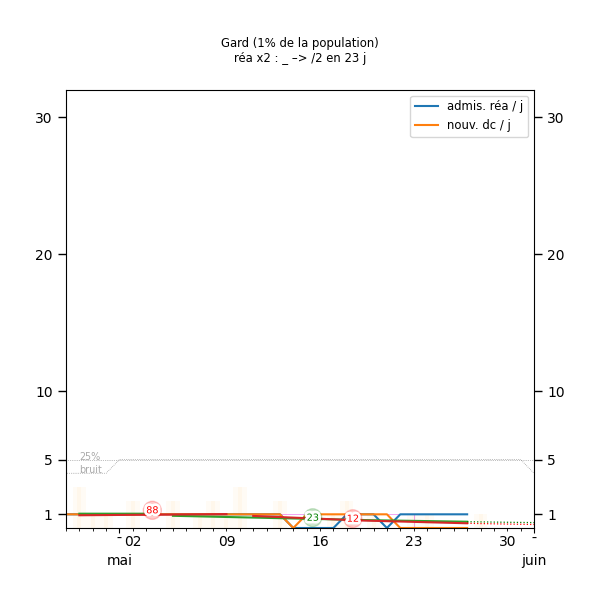 Gard (1% de la population)
réa x2 : _ –> /2 en 23 j
admis. réa / j
nouv. dc / j
30
30
20
20
10
10
5
5
25%
bruit
88
23
12
1
1
02
09
16
23
30
mai
juin